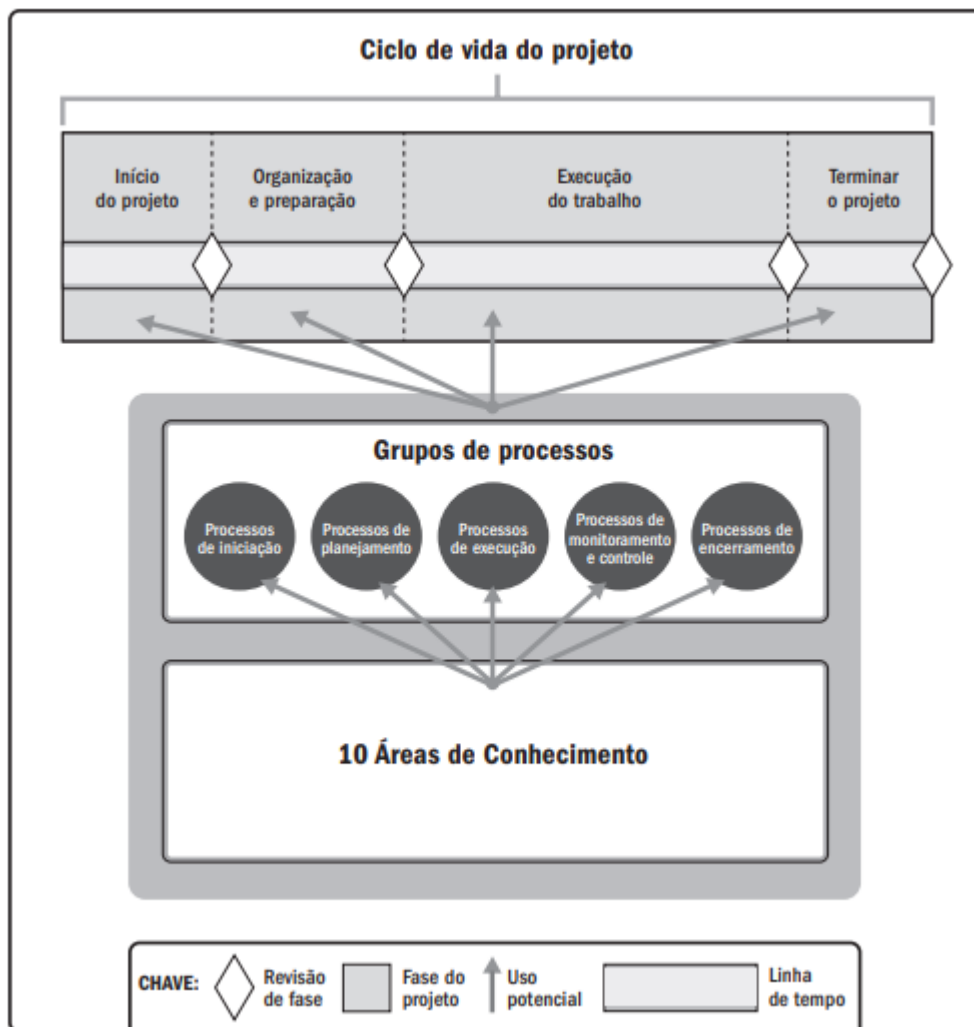 Ciclo de vida do projeto
Início
do projeto
Organização
e preparação
Execução
do trabalho
Terminar
o projeto
Grupos de processos
Processos
de iniciação
Processos de
planejamento
Processos
de execução
Processos de
monitoramento
e controle
Processos de
encerramento
10 Áreas de Conhecimento
CHAVE:
Revisão
de fase
Fase do
projeto
Uso
potencial
Linha
de tempo